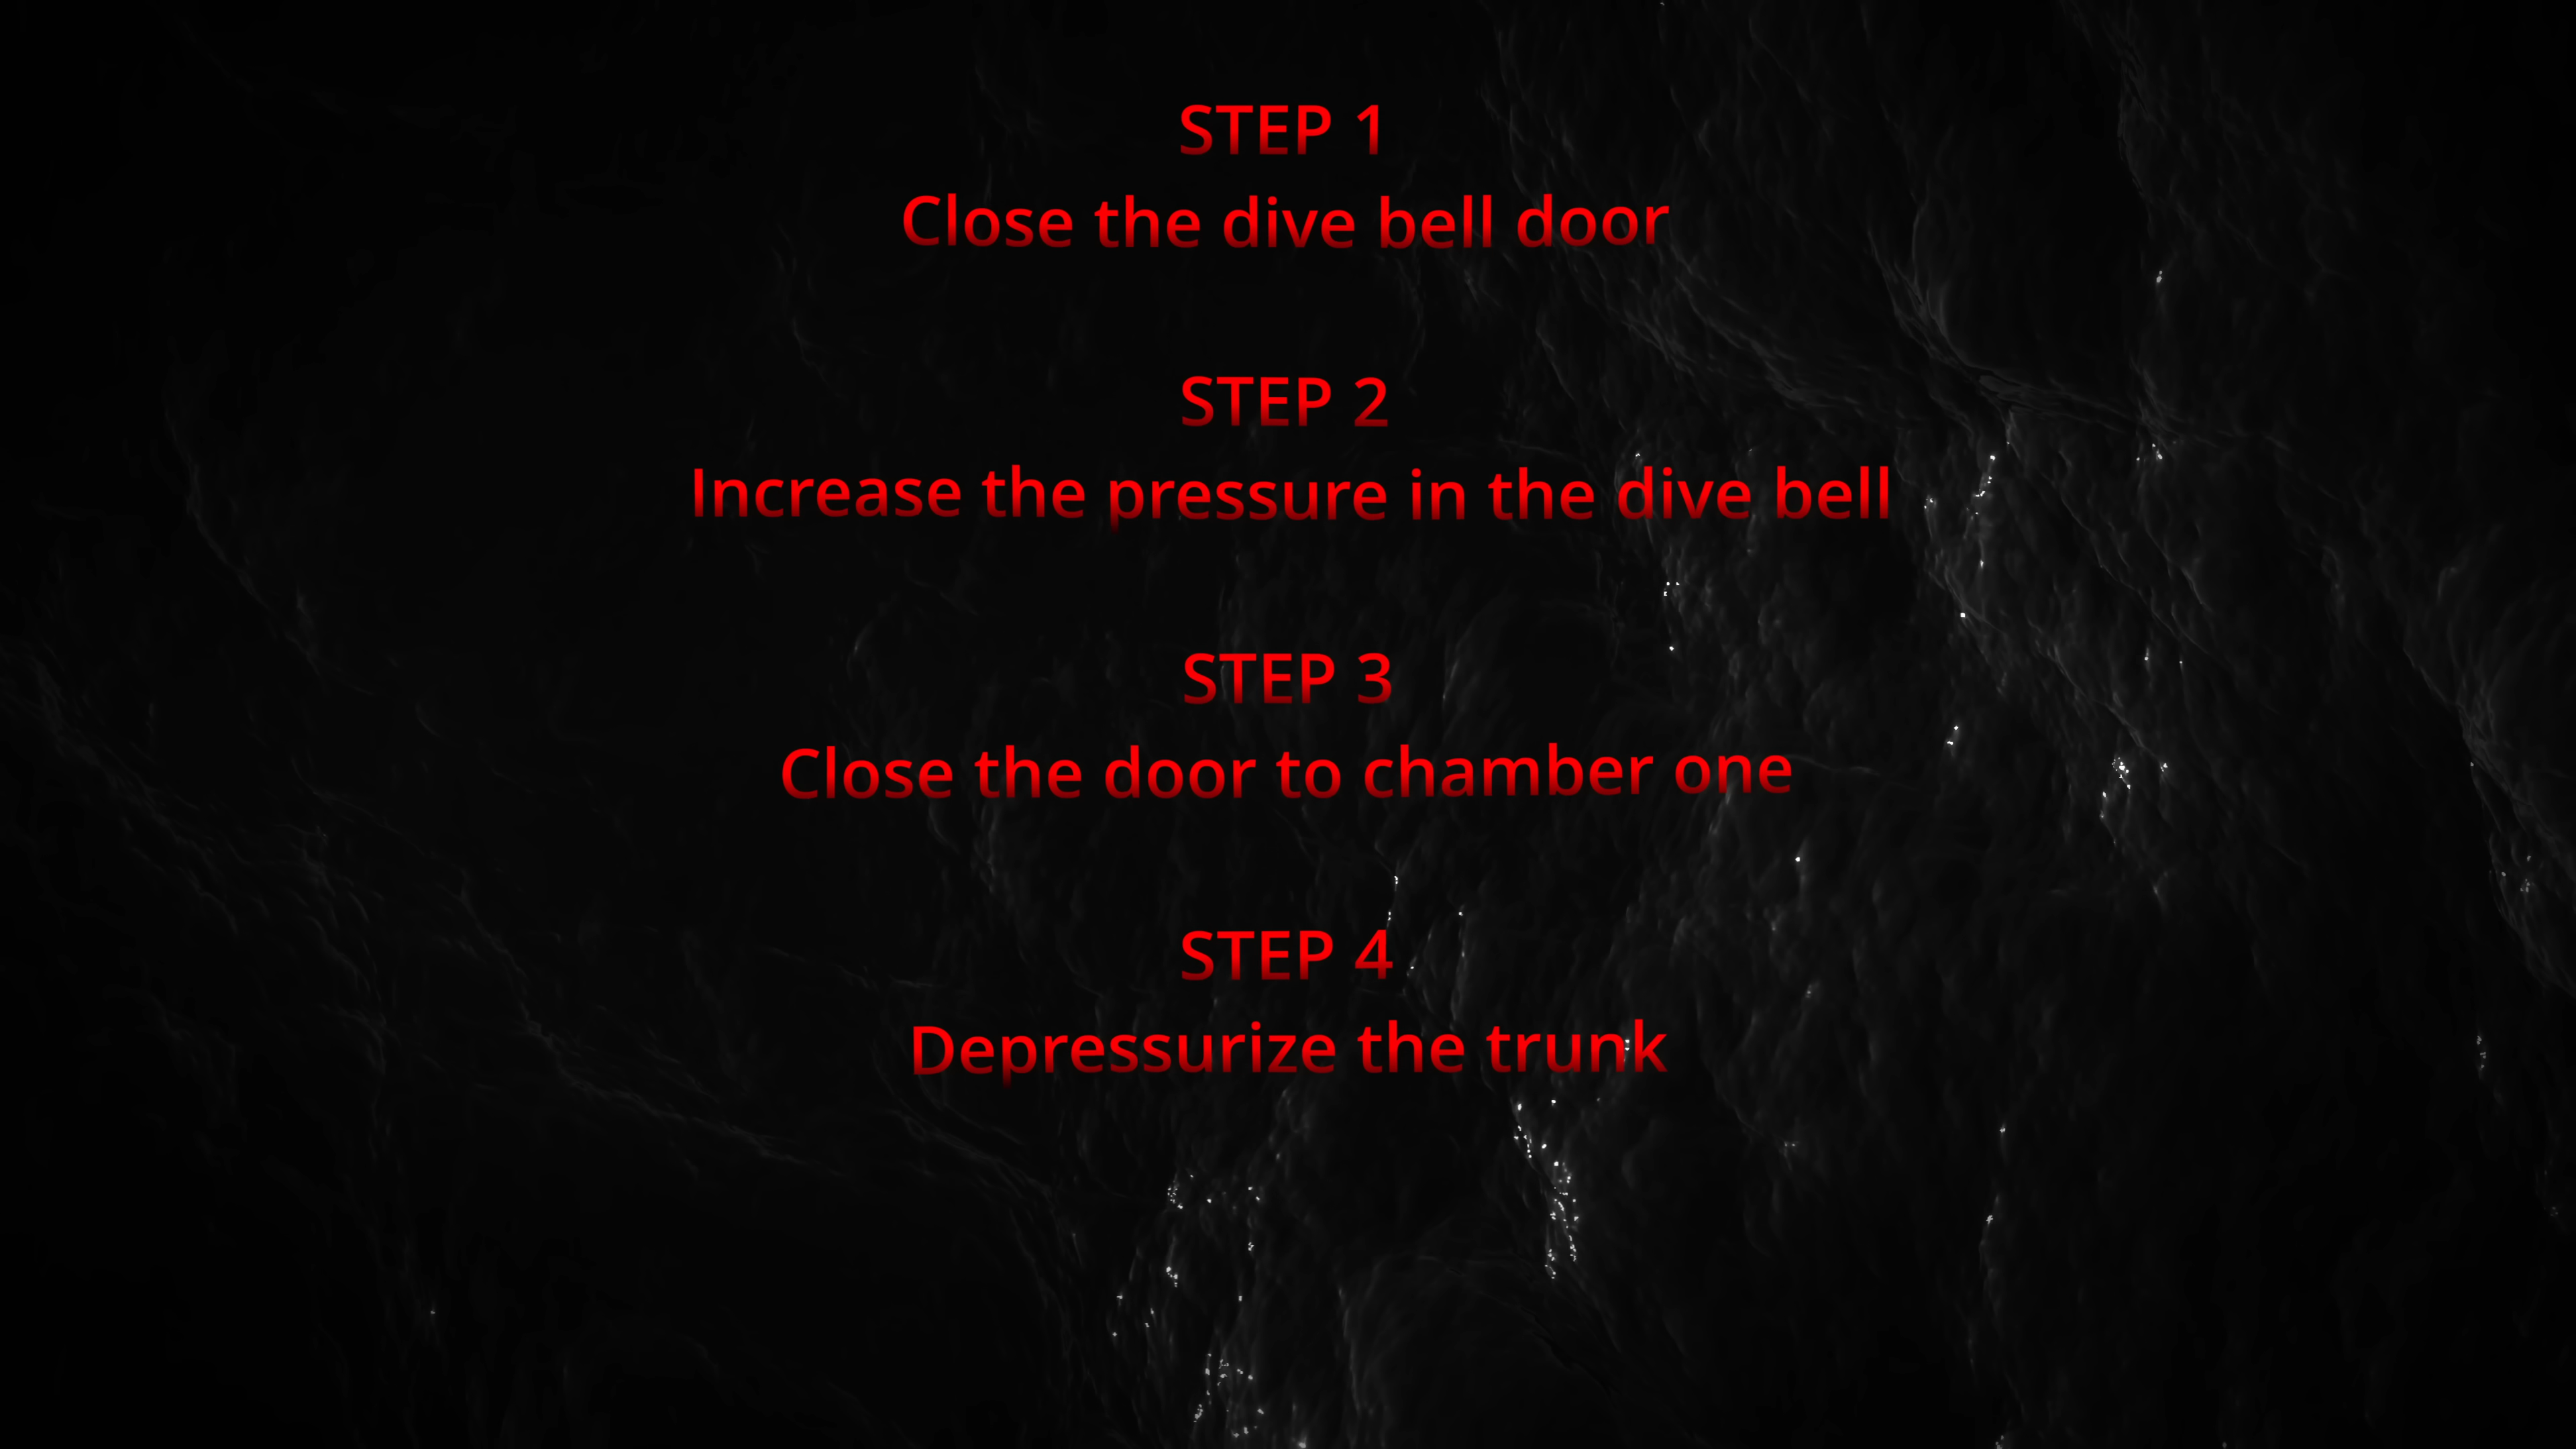 STEP 1
Close the dive bell door
STEP 2
Increase the pressure in the dive bell
STEP 3
Close the door to chamber one
STEP 4
Depressurize the trunk